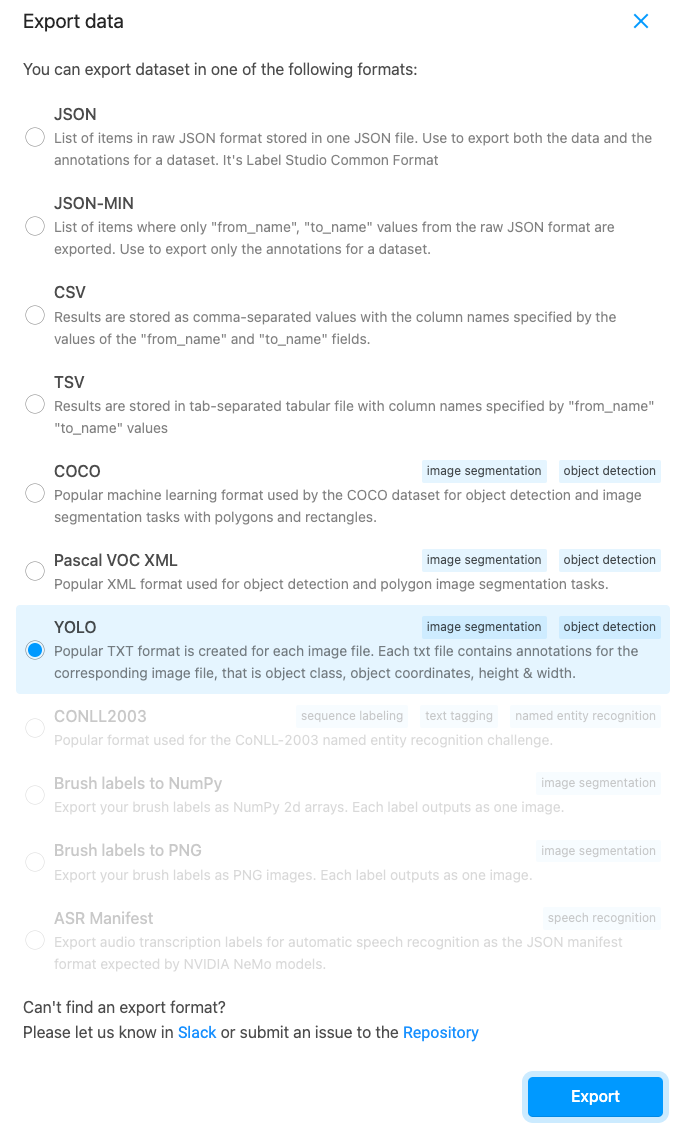 Export data
You can export dataset in one of the following formats:
JSON
List of items in raw JSON format stored in one JSON file. Use to export both the data and the
annotations for a dataset. It's Label Studio Common Format
JSON-MIN
List of items where only "from_name", "to_name" values from the raw JSON format are
exported. Use to export only the annotations for a dataset.
CSV
Results are stored as comma-separated values with the column names specified by the
values of the "from_name" and "to_name" fields.
TSV
Results are stored in tab-separated tabular file with column names specified by "from_name"
"to_name" values
COCO image segmentation object detection
Popular machine learning format used by the COCO dataset for object detection and image
segmentation tasks with polygons and rectangles.
Pascal VOC XML image segmentation object detection
Popular XML format used for object detection and polygon image segmentation tasks.
YOLO image segmentation object detection
Popular TXT format is created for each image file. Each txt file contains annotations for the
corresponding image file, that is object class, object coordinates, height & width.
CONLL2003 sequence labeling text tagging named entity recognition
Popular format used for the CoNLL-2003 named entity recognition challenge.
Brush labels to NumPy image segmentation
Export your brush labels as NumPy 2d arrays. Each label outputs as one image.
Brush labels to PNG image segmentation
Export your brush labels as PNG images. Each label outputs as one image.
ASR Manifest speech recognition
Export audio transcription labels for automatic speech recognition as the JSON manifest
format expected by NVIDIA NeMo models.
Can't find an export format?
Please let us know in Slack or submit an issue to the Repository
Export